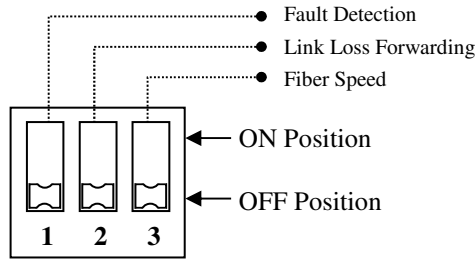 Fault Detection
Link Loss Forwarding
Fiber Speed
ON Position
OFF Position
1 2 3